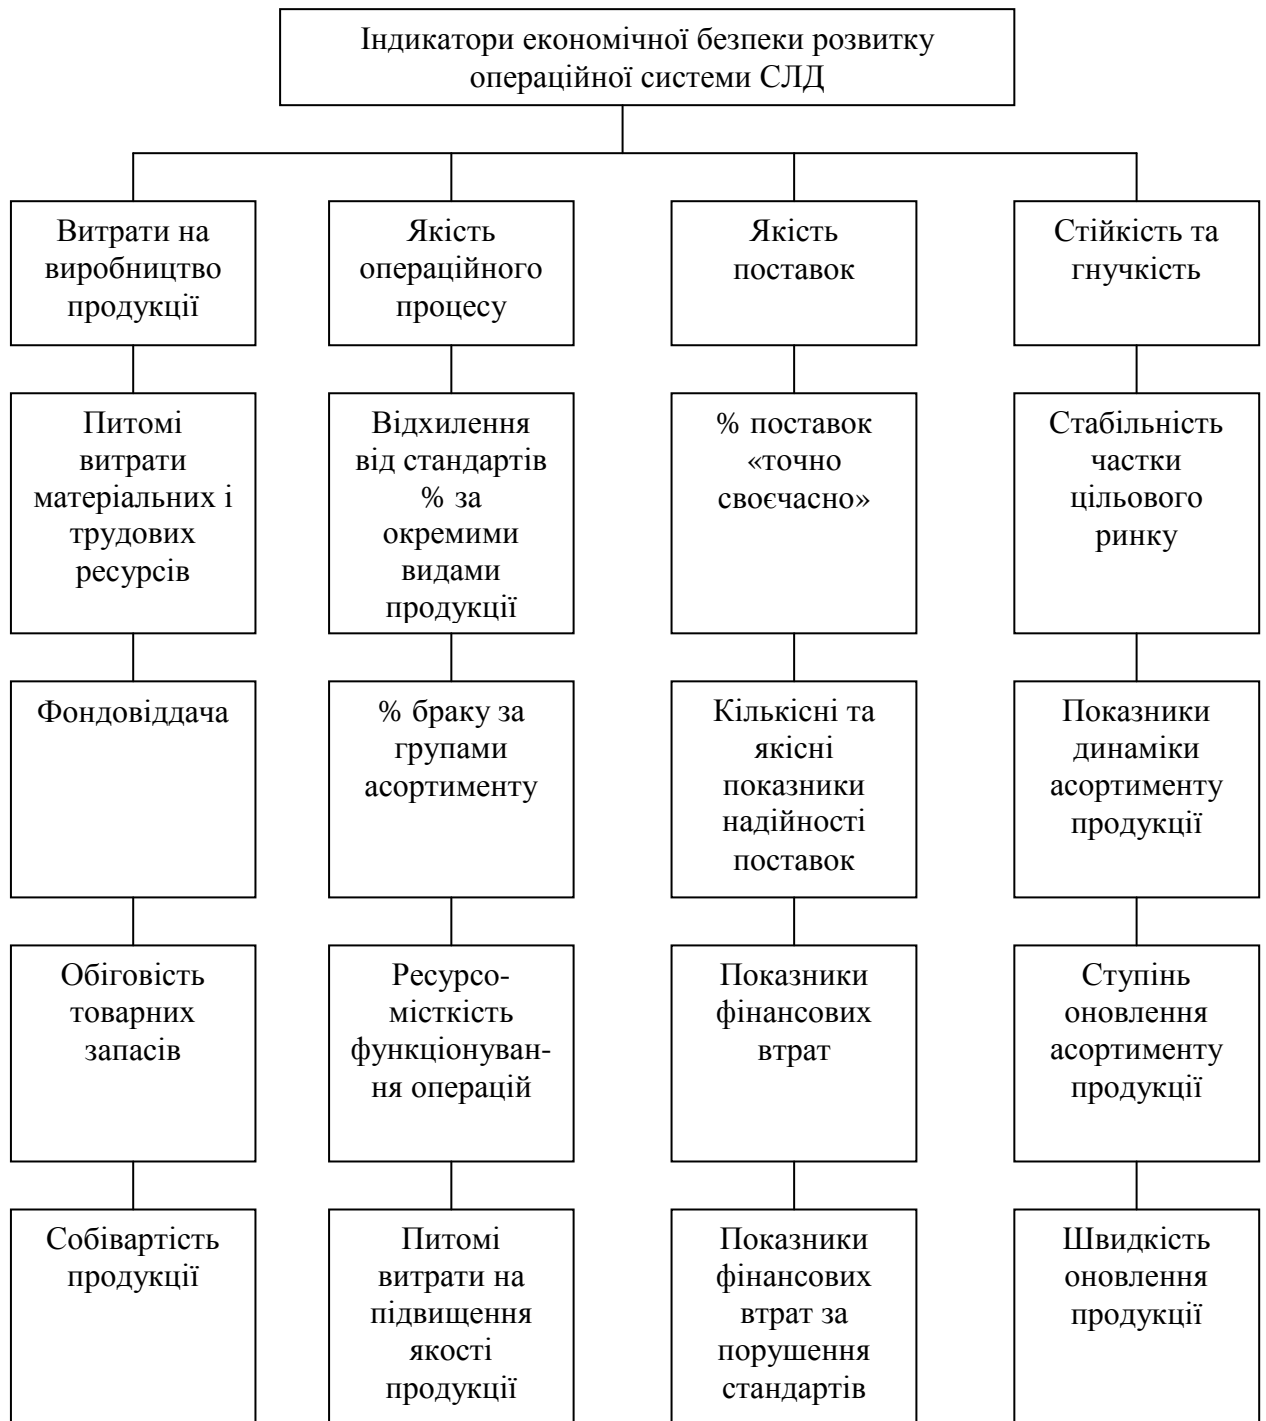 Індикатори економічної безпеки розвитку
операційної системи СЛД
Витрати на
виробництво
продукції
Якість
операційного
процесу
Якість
поставок
Стійкість та
гнучкість
Питомі
витрати
матеріальних і
трудових
ресурсів
Відхилення
від стандартів
% за
окремими
видами
продукції
% поставок
«точно
своєчасно»
Стабільність
частки
цільового
ринку
Фондовіддача
% браку за
групами
асортименту
Кількісні та
якісні
показники
надійності
поставок
Показники
динаміки
асортименту
продукції
Обіговість
товарних
запасів
Ресурсо-
місткість
функціонуван-
ня операцій
Показники
фінансових
втрат
Ступінь
оновлення
асортименту
продукції
Собівартість
продукції
Питомі
витрати на
підвищення
якості
продукції
Показники
фінансових
втрат за
порушення
стандартів
Швидкість
оновлення
продукції